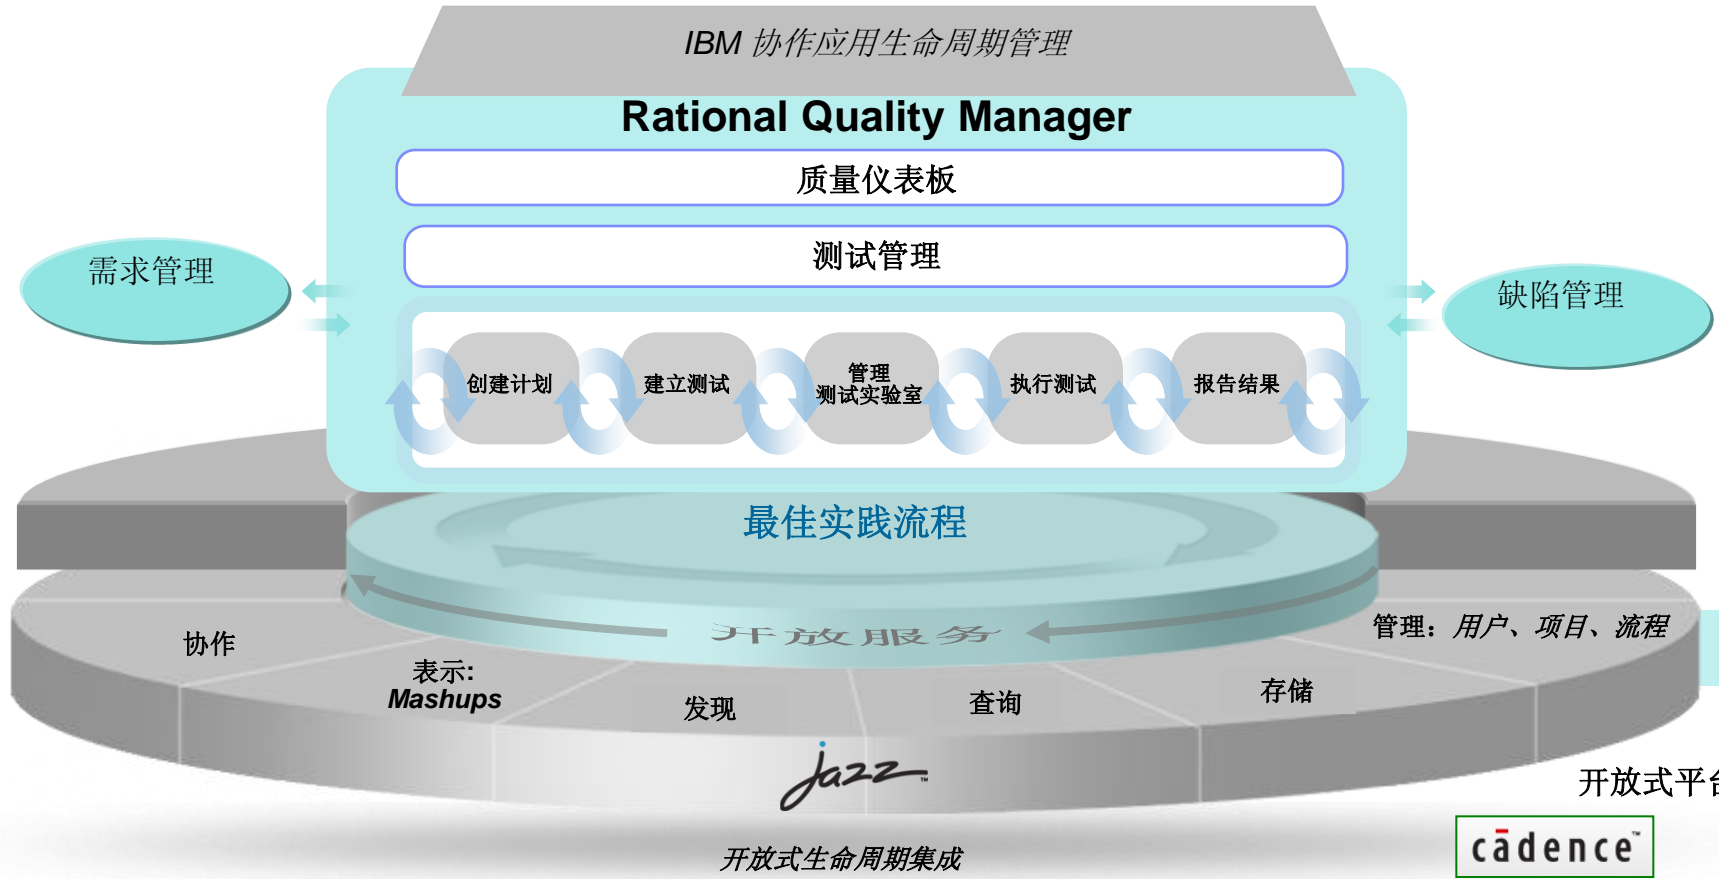 IBM 协作应用生命周期管理
Rational Quality Manager
质量仪表板
测试管理
需求管理
缺陷管理
创建计划
建立测试
管理
测试实验室
执行测试
报告结果
最佳实践流程
开放服务
协作
表示:
Mashups
发现
查询
存储
管理：用户、项目、流程
jazz™
开放式平台
开放式生命周期集成
cādence™